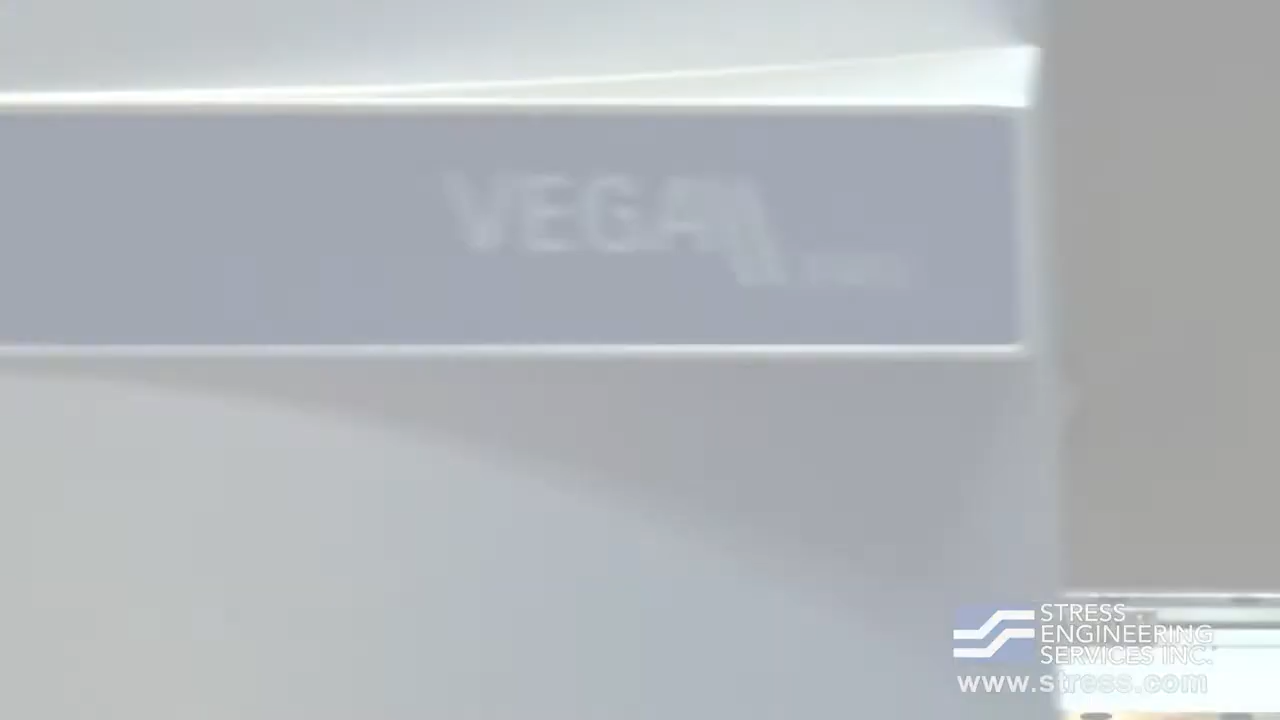 VEGA
STRESS
ENGINEERING
SERVICES INC.
www.stress.com